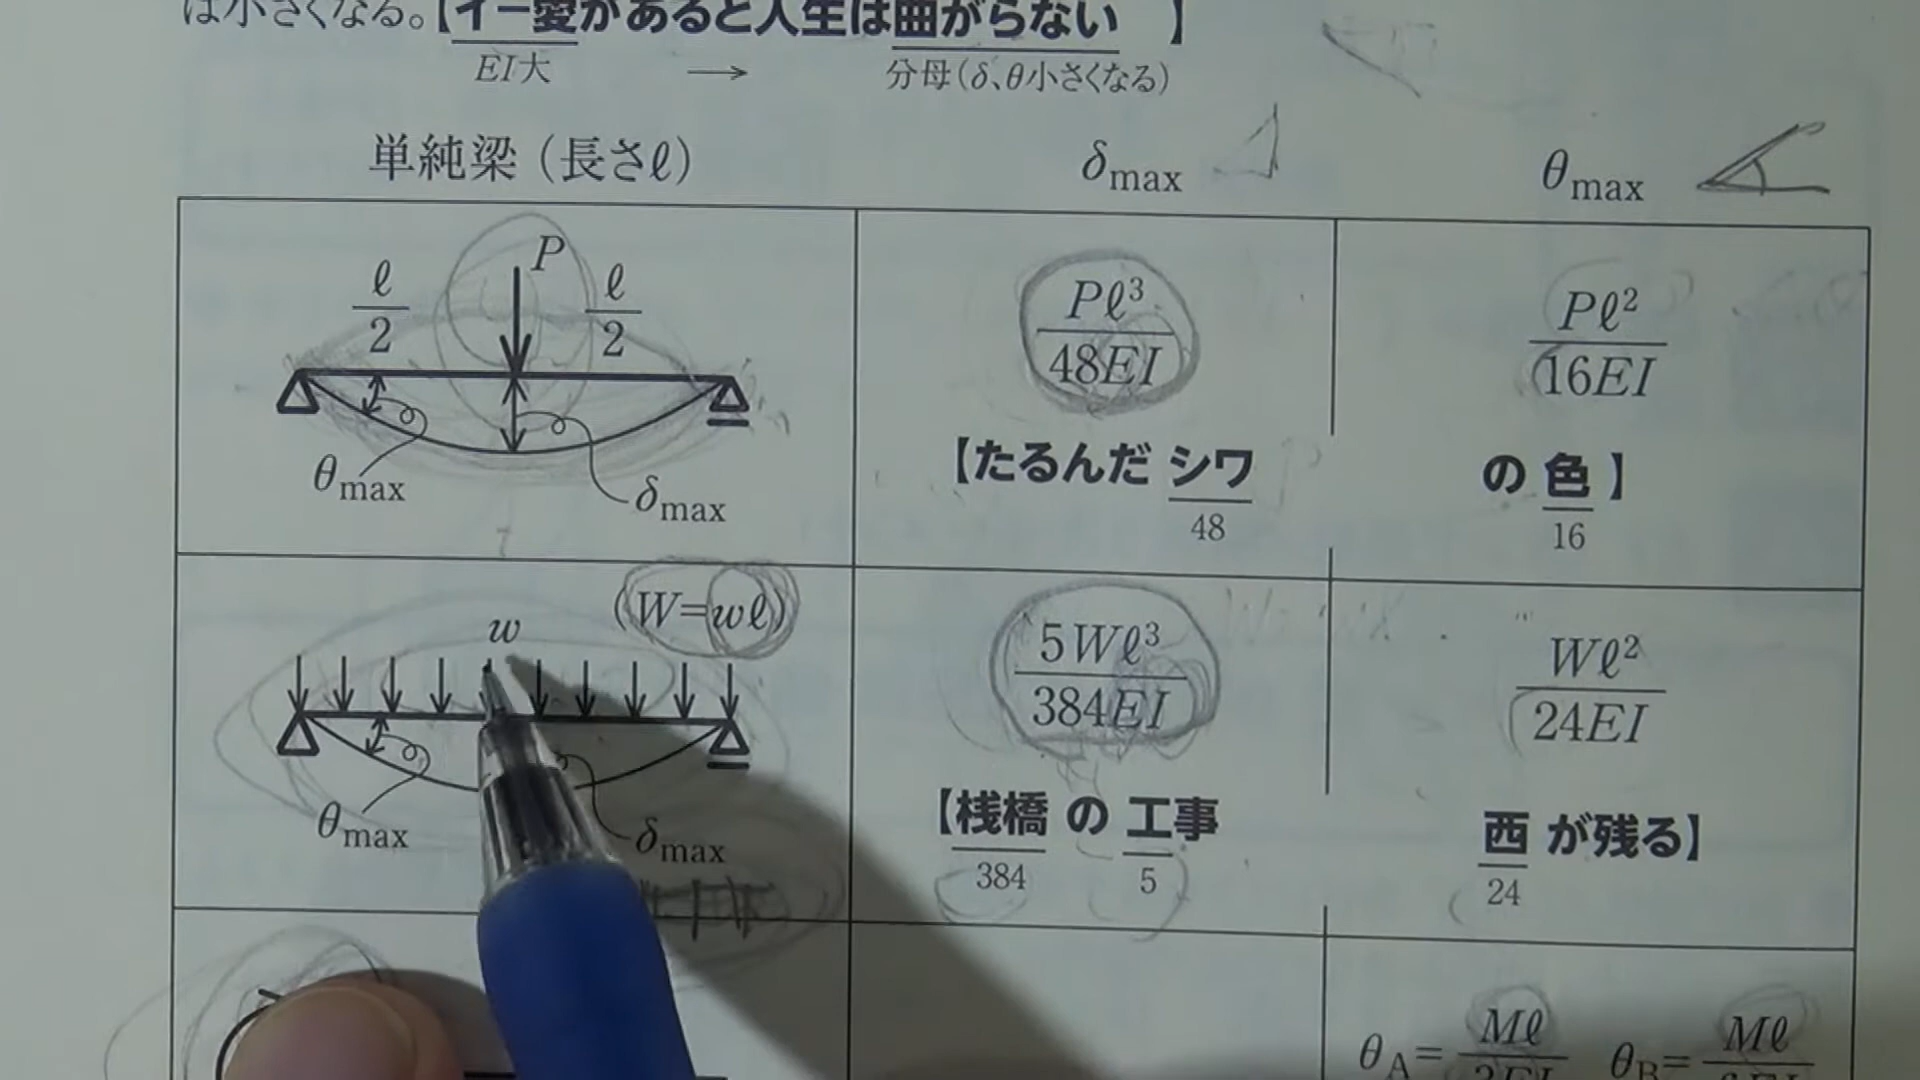 は小さくなる。【イー愛があると人生は曲がらない 】
EI大 → 分母(δ、θ小さくなる)
単純梁(長さℓ) δmax θmax
P
ℓ/2 ℓ/2
θmax
δmax
Pℓ³/48EI
Pℓ²/16EI
【たるんだ シワ の 色 】
48 16
(W=wℓ)
w
θmax
δmax
5Wℓ³/384EI
Wℓ²/24EI
【桟橋 の 工事 西 が残る】
384 5 24
θA= Mℓ θB= Mℓ